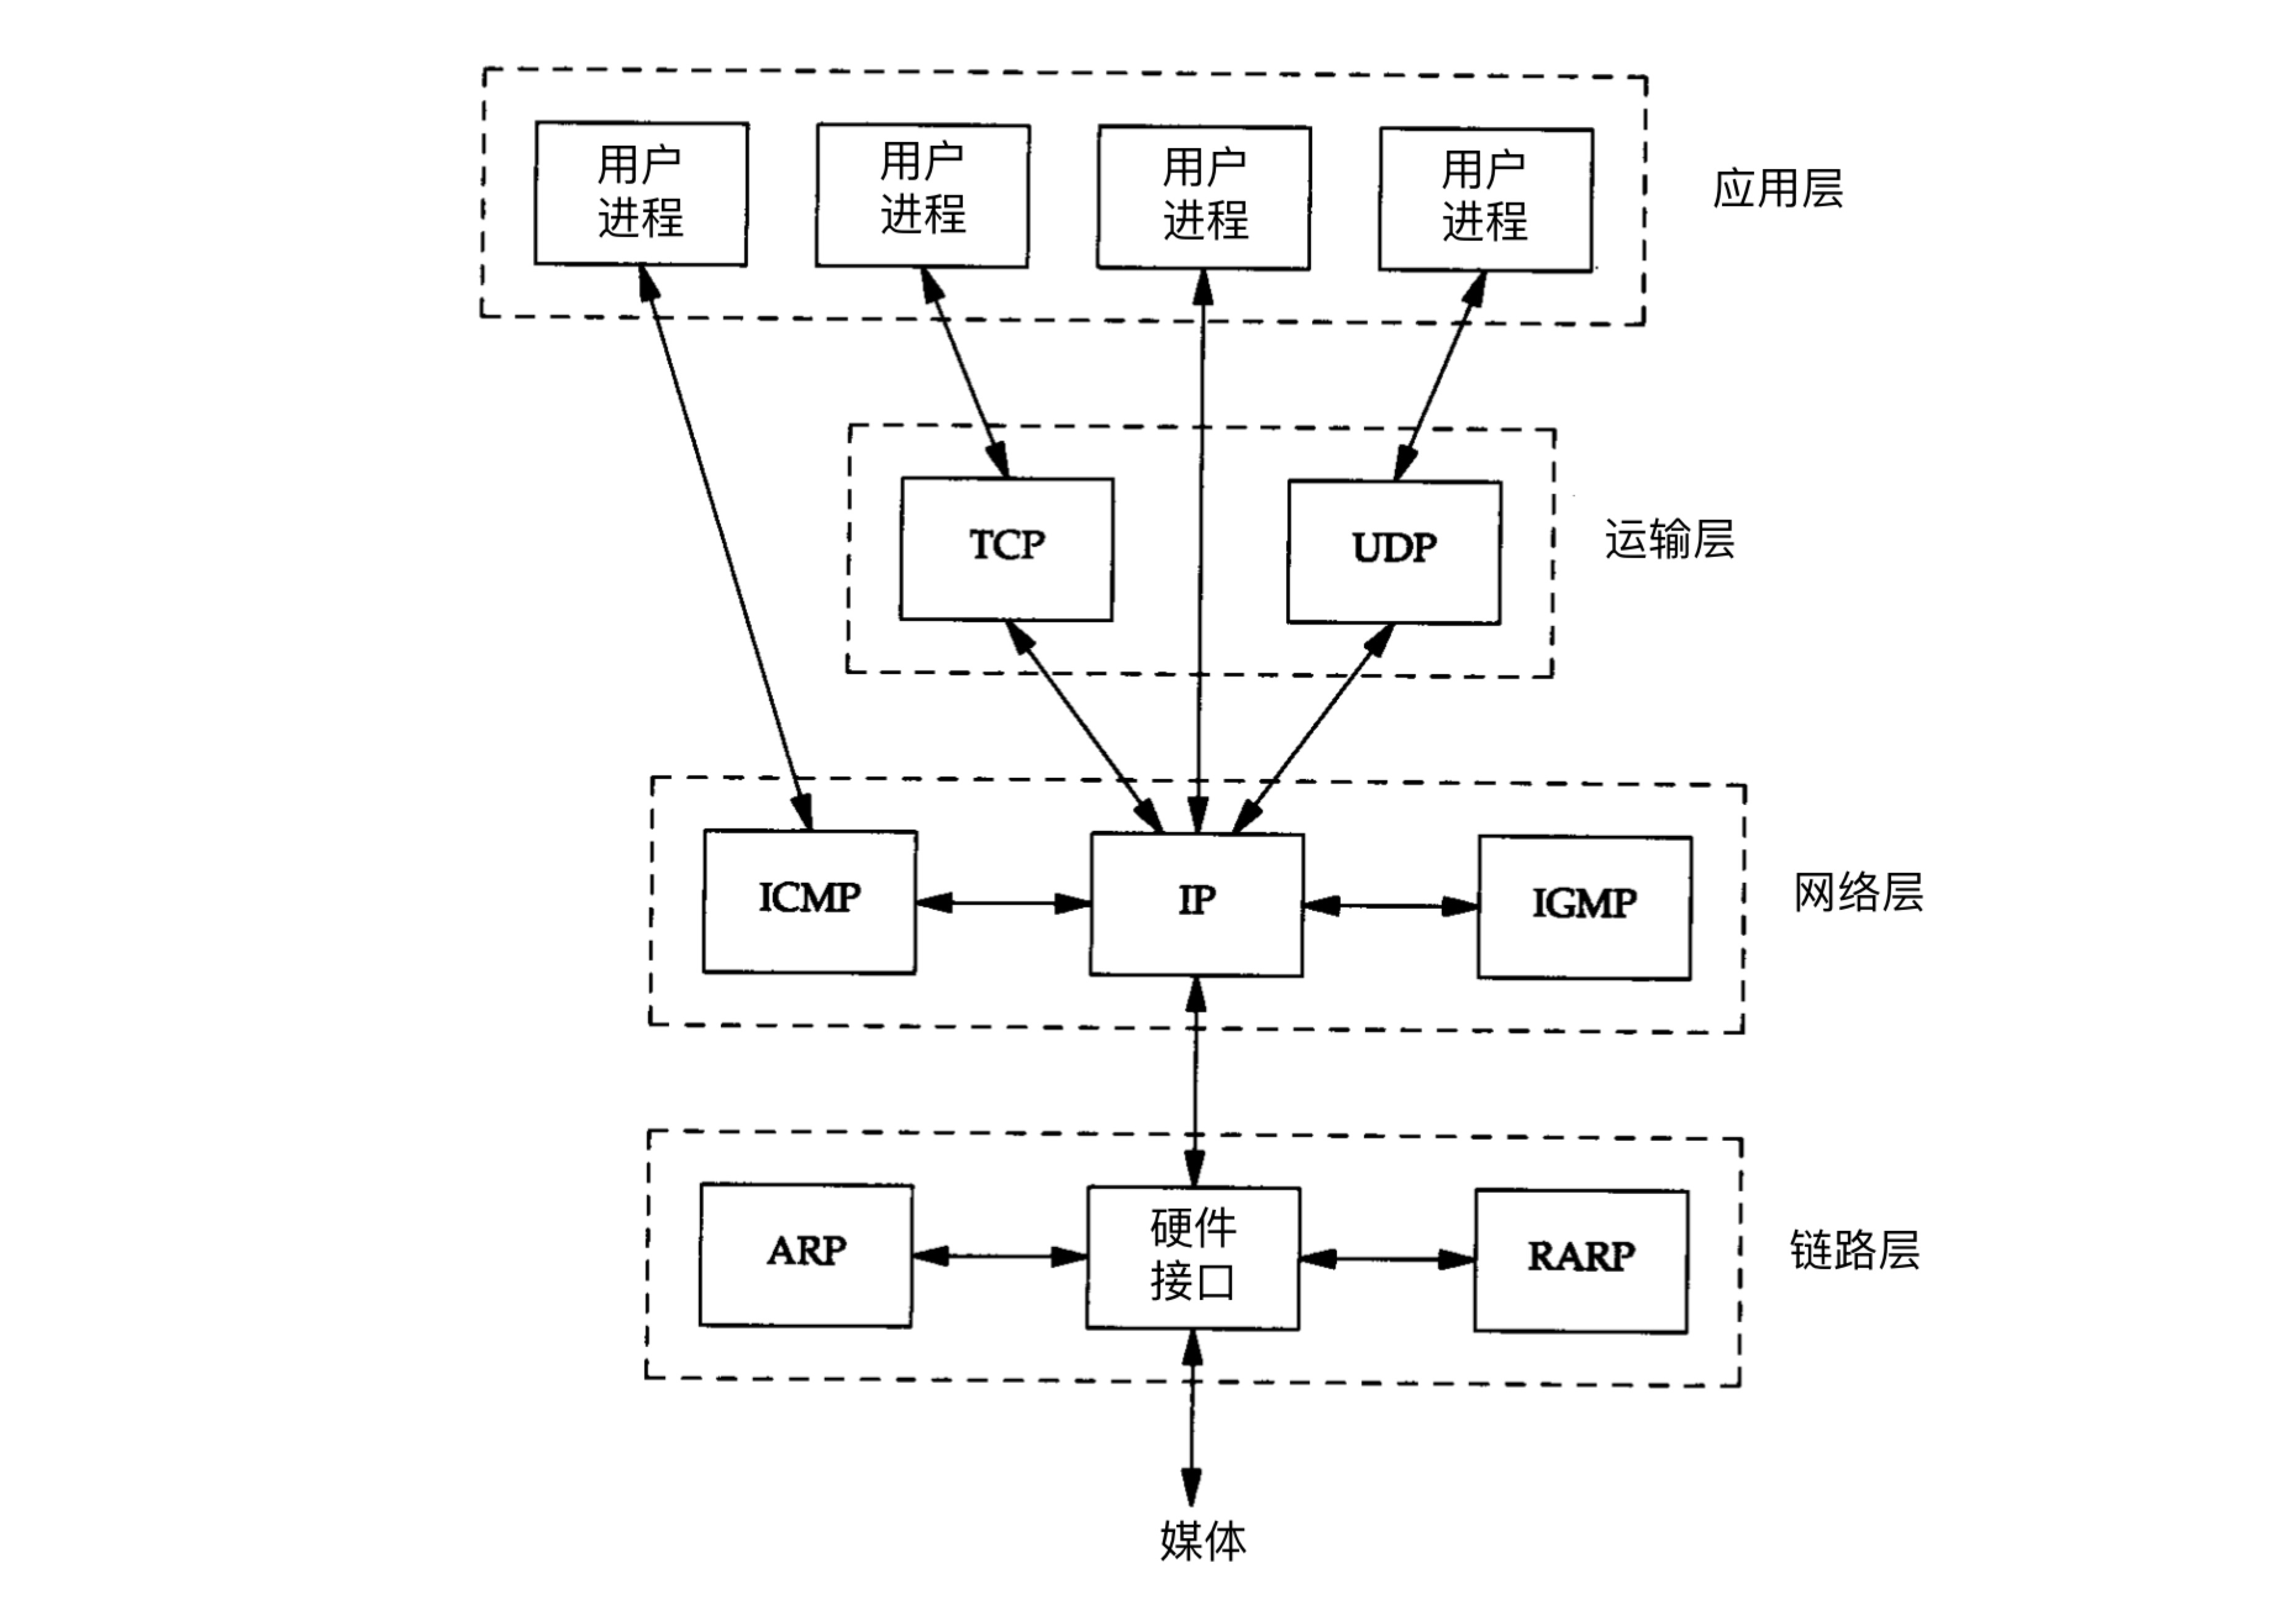 用户
进程
用户
进程
用户
进程
用户
进程
应用层
TCP
UDP
运输层
ICMP
IP
IGMP
网络层
ARP
硬件
接口
RARP
链路层
媒体